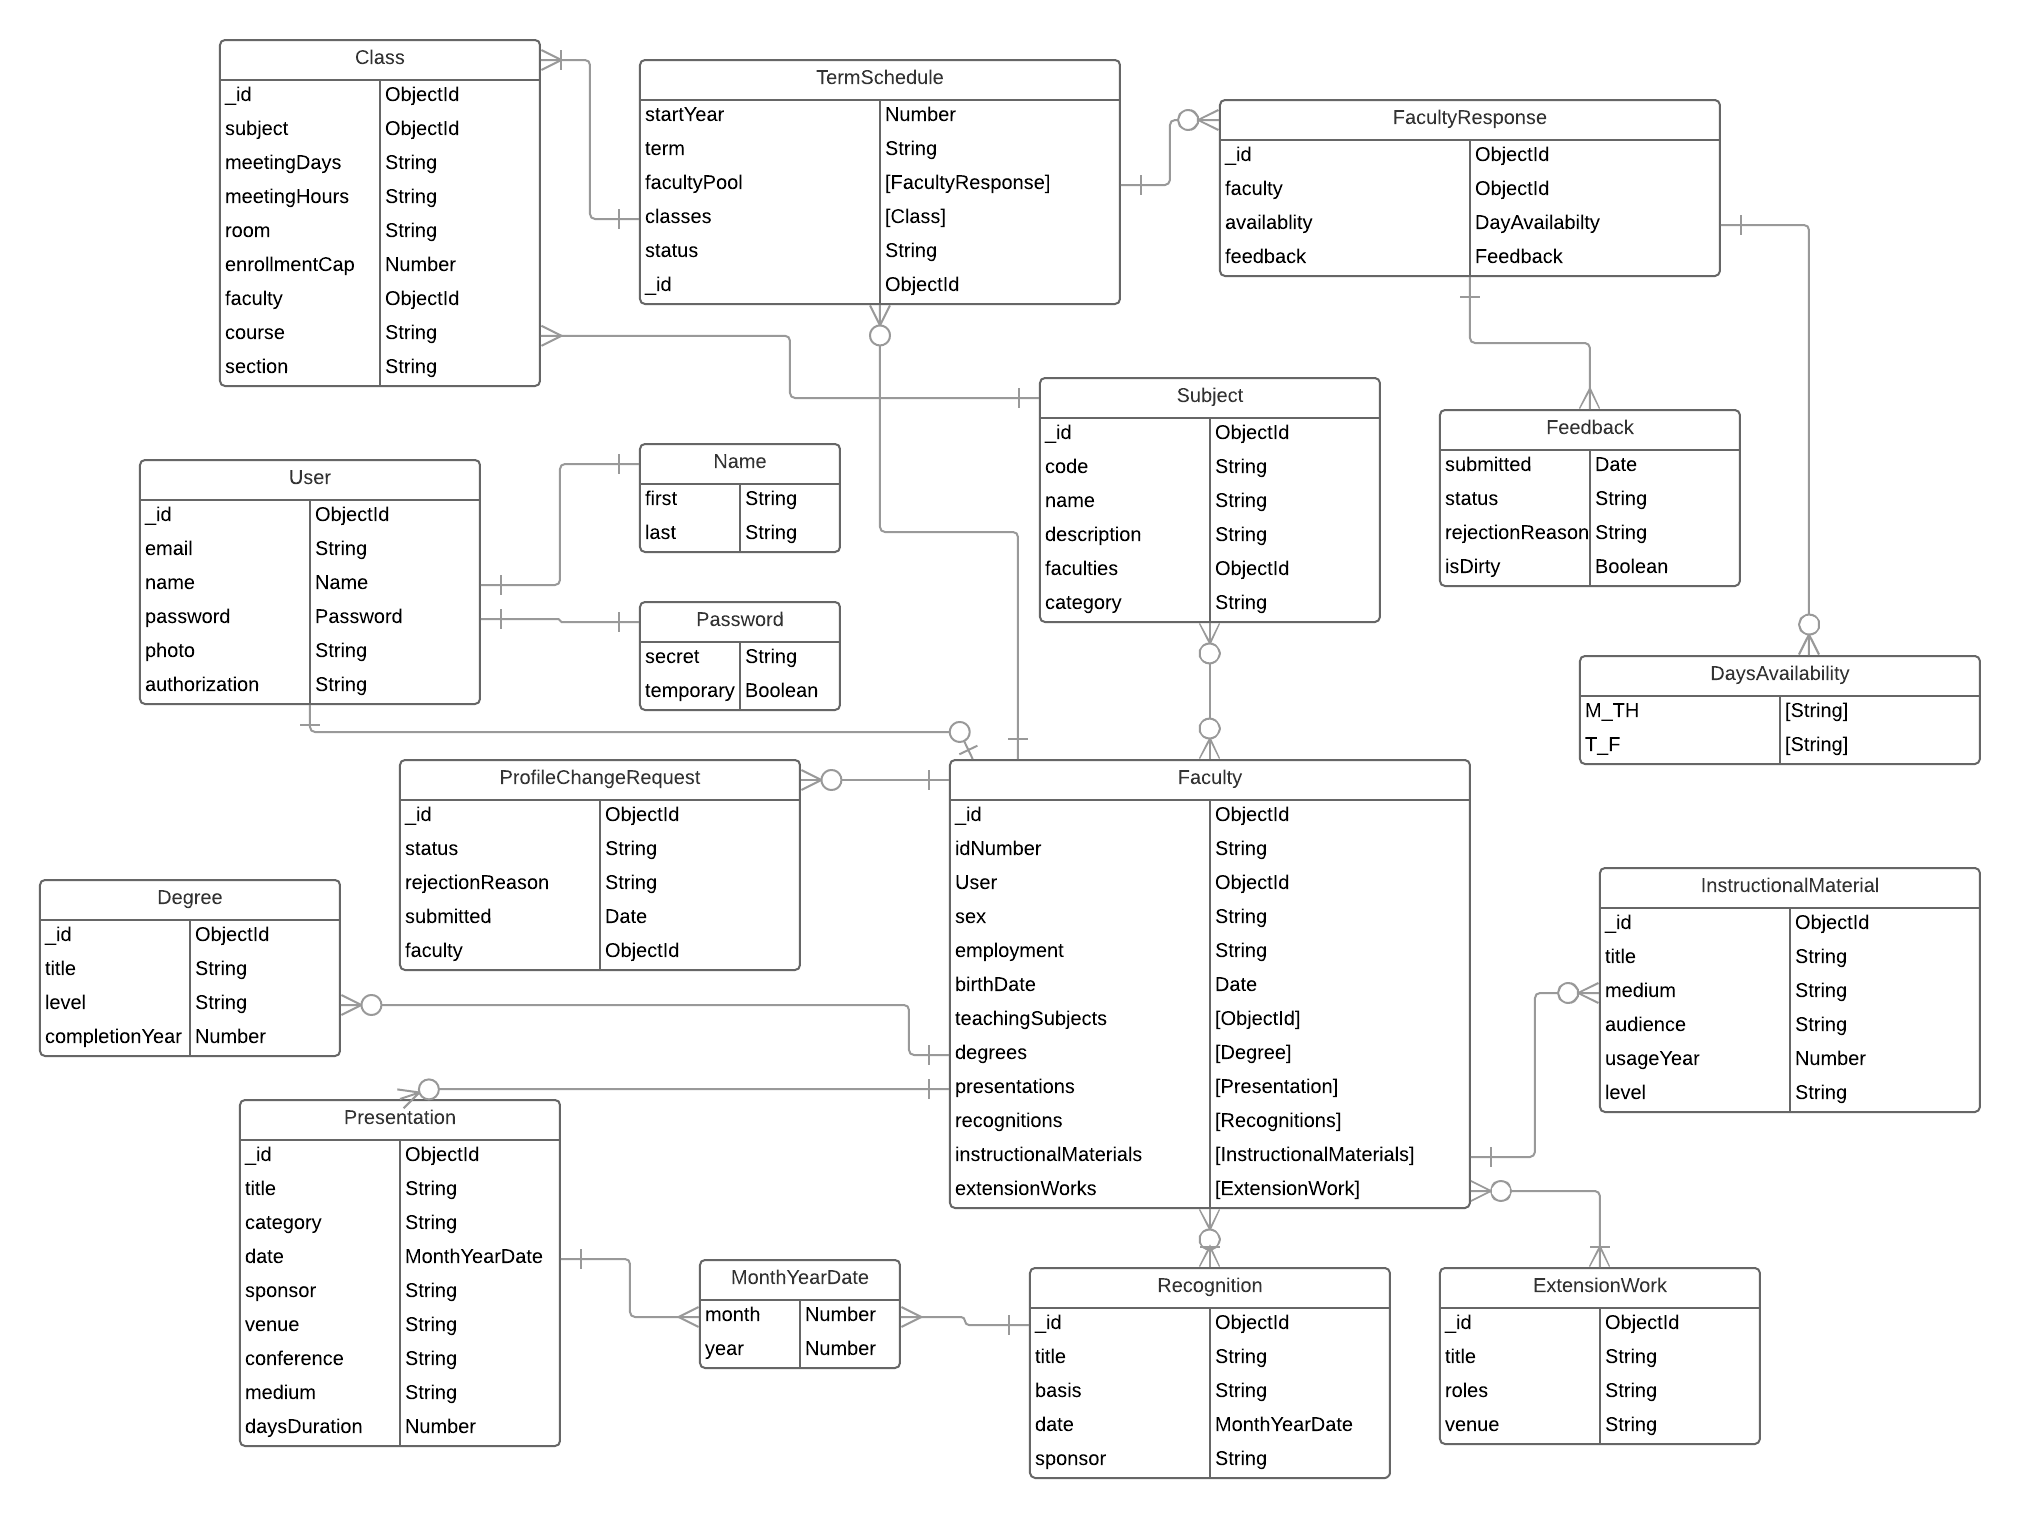 Class
_id ObjectId
subject ObjectId
meetingDays String
meetingHours String
room String
enrollmentCap Number
faculty ObjectId
course String
section String
TermSchedule
startYear Number
term String
facultyPool [FacultyResponse]
classes [Class]
status String
_id ObjectId
FacultyResponse
_id ObjectId
faculty ObjectId
availablity DayAvailabilty
feedback Feedback
Subject
_id ObjectId
code String
name String
description String
faculties ObjectId
category String
Feedback
submitted Date
status String
rejectionReason String
isDirty Boolean
User
_id ObjectId
email String
name Name
password Password
photo String
authorization String
Name
first String
last String
Password
secret String
temporary Boolean
DaysAvailability
M_TH [String]
T_F [String]
ProfileChangeRequest
_id ObjectId
status String
rejectionReason String
submitted Date
faculty ObjectId
Faculty
_id ObjectId
idNumber String
User ObjectId
sex String
employment String
birthDate Date
teachingSubjects [ObjectId]
degrees [Degree]
presentations [Presentation]
recognitions [Recognitions]
instructionalMaterials [InstructionalMaterials]
extensionWorks [ExtensionWork]
Degree
_id ObjectId
title String
level String
completionYear Number
InstructionalMaterial
_id ObjectId
title String
medium String
audience String
usageYear Number
level String
Presentation
_id ObjectId
title String
category String
date MonthYearDate
sponsor String
venue String
conference String
medium String
daysDuration Number
MonthYearDate
month Number
year Number
Recognition
_id ObjectId
title String
basis String
date MonthYearDate
sponsor String
ExtensionWork
_id ObjectId
title String
roles String
venue String